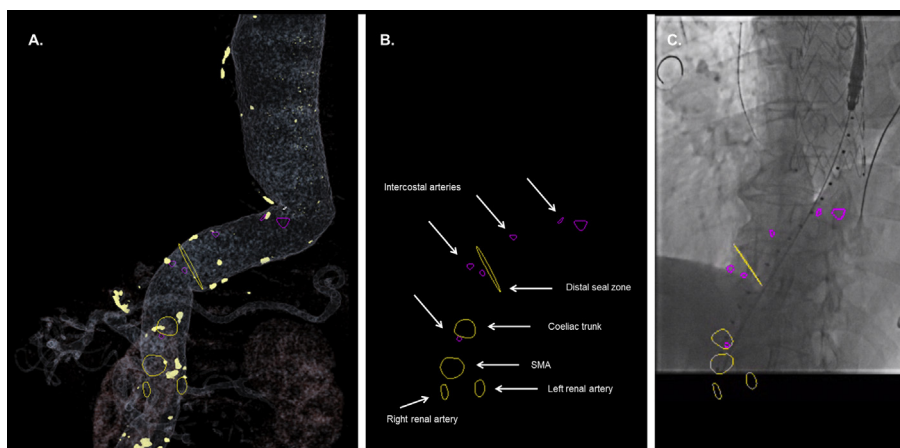 A.
B.
C.
Intercostal arteries
Distal seal zone
Coeliac trunk
SMA
Left renal artery
Right renal artery